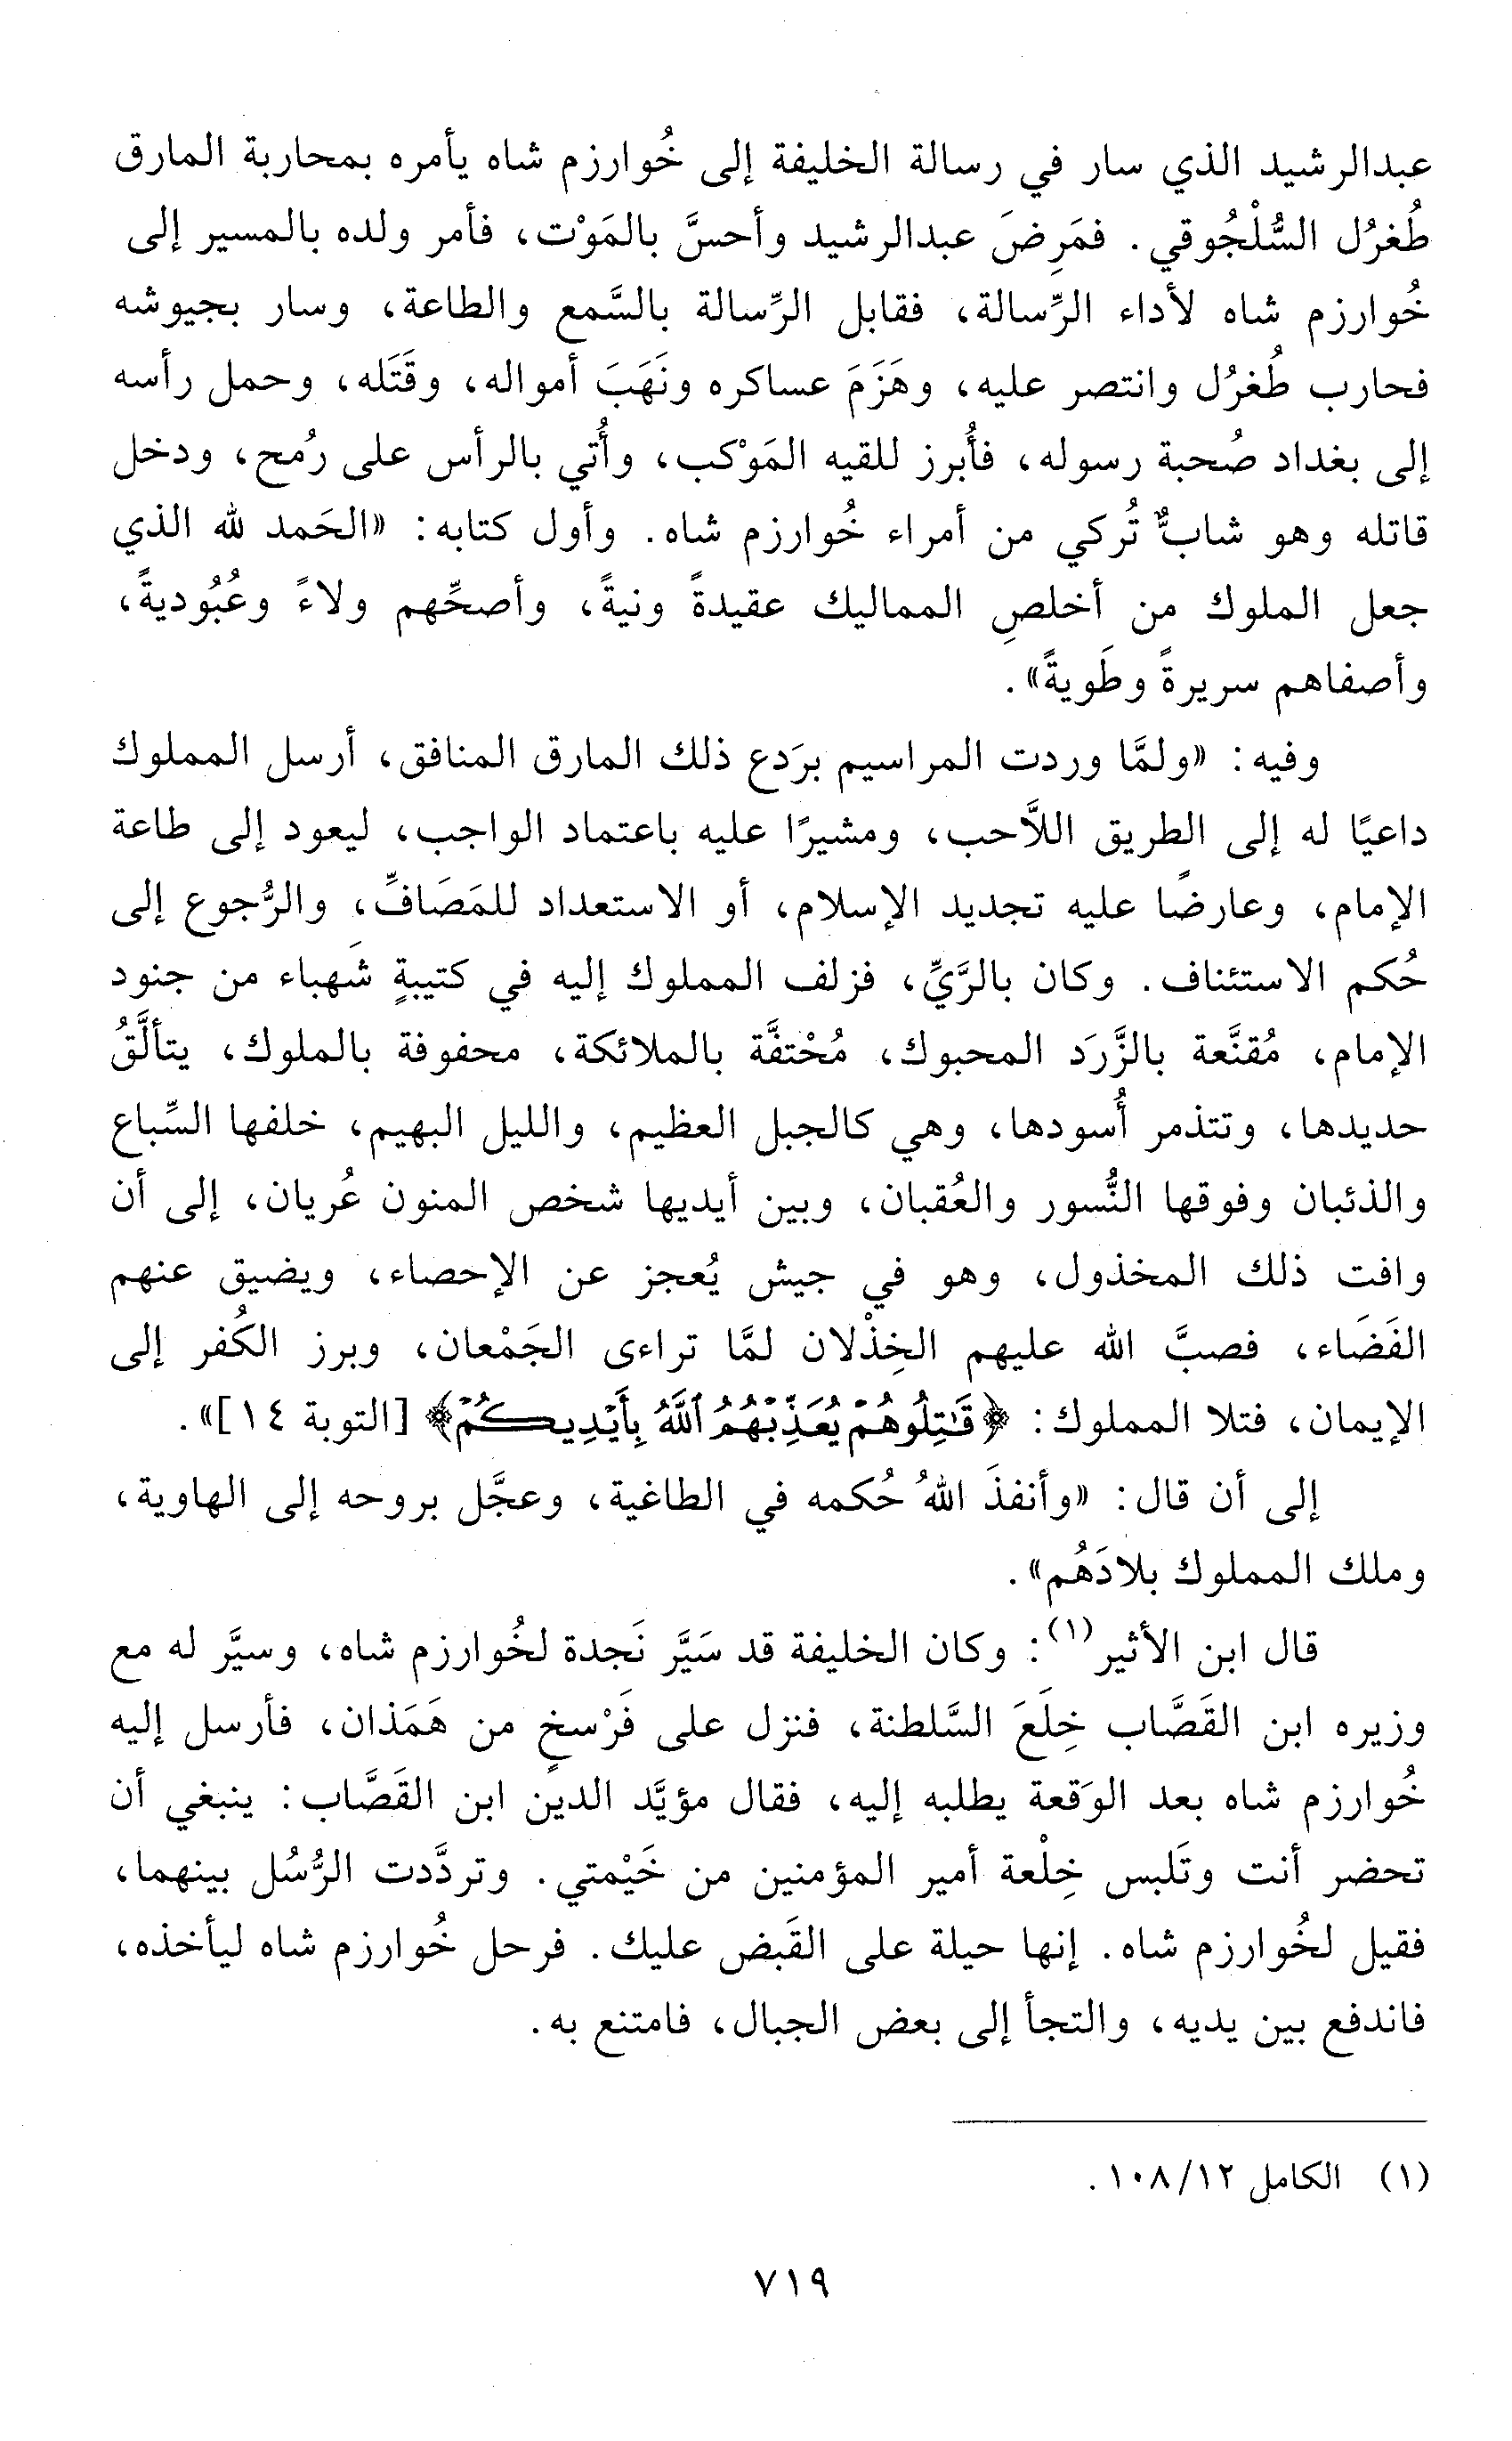 عبدالرشيد الذي سار في رسالة الخليفة إلى خُوارزم شاه يأمره بمحاربة المارق
طُغرُل السُّلْجُوقي. فمَرِضَ عبدالرشيد وأحسَّ بالمَوْت، فأمر ولده بالمسير إلى
خُوارزم شاه لأداء الرِّسالة، فقابل الرِّسالة بالسَّمع والطاعة، وسار بجيوشه
فحارب طُغرُل وانتصر عليه، وهَزَمَ عساكره ونَهَبَ أمواله، وقَتَله، وحمل رأسه
إلى بغداد صُحبة رسوله، فأُبرز للقيه المَوْكب، وأُتي بالرأس على رُمح، ودخل
قاتله وهو شابٌّ تُركي من أمراء خُوارزم شاه. وأول كتابه: «الحَمد لله الذي
جعل الملوك من أخلصِ المماليك عقيدةً ونيةً، وأصحِّهم ولاءً وعُبُوديةً،
وأصفاهم سريرةً وطَويةً».
وفيه: «ولمَّا وردت المراسيم برَدع ذلك المارق المنافق، أرسل المملوك
داعيًا له إلى الطريق اللاَّحب، ومشيرًا عليه باعتماد الواجب، ليعود إلى طاعة
الإمام، وعارضًا عليه تجديد الإسلام، أو الاستعداد للمَصَافِّ، والرُّجوع إلى
حُكم الاستئناف. وكان بالرَّيِّ، فزلف المملوك إليه في كتيبةٍ شَهباء من جنود
الإمام، مُقنَّعة بالزَّرَد المحبوك، مُحْتفَّة بالملائكة، محفوفة بالملوك، يتألَّقُ
حديدها، وتتذمر أُسودها، وهي كالجبل العظيم، والليل البهيم، خلفها السِّباع
والذئبان وفوقها النُّسور والعُقبان، وبين أيديها شخص المنون عُريان، إلى أن
وافت ذلك المخذول، وهو في جيش يُعجز عن الإحصاء، ويضيق عنهم
الفَضَاء، فصبَّ الله عليهم الخِذْلان لمَّا تراءى الجَمْعان، وبرز الكُفر إلى
الإيمان، فتلا المملوك: ﴿قَٰتِلُوهُمْ يُعَذِّبْهُمُ ٱللَّهُ بِأَيْدِيكُمْ﴾ [التوبة ١٤]».
إلى أن قال: «وأنفذَ اللهُ حُكمه في الطاغية، وعجَّل بروحه إلى الهاوية،
وملك المملوك بلادَهُم».
قال ابن الأثير(١): وكان الخليفة قد سَيَّر نَجدة لخُوارزم شاه، وسيَّر له مع
وزيره ابن القَصَّاب خِلَعَ السَّلطنة، فنزل على فَرْسخٍ من هَمَذان، فأرسل إليه
خُوارزم شاه بعد الوَقعة يطلبه إليه، فقال مؤيَّد الدين ابن القَصَّاب: ينبغي أن
تحضر أنت وتَلبس خِلْعة أمير المؤمنين من خَيْمتي. وتردَّدت الرُّسُل بينهما،
فقيل لخُوارزم شاه. إنها حيلة على القَبض عليك. فرحل خُوارزم شاه ليأخذه،
فاندفع بين يديه، والتجأ إلى بعض الجبال، فامتنع به.
(١) الكامل ١٢/١٠٨.
٧١٩